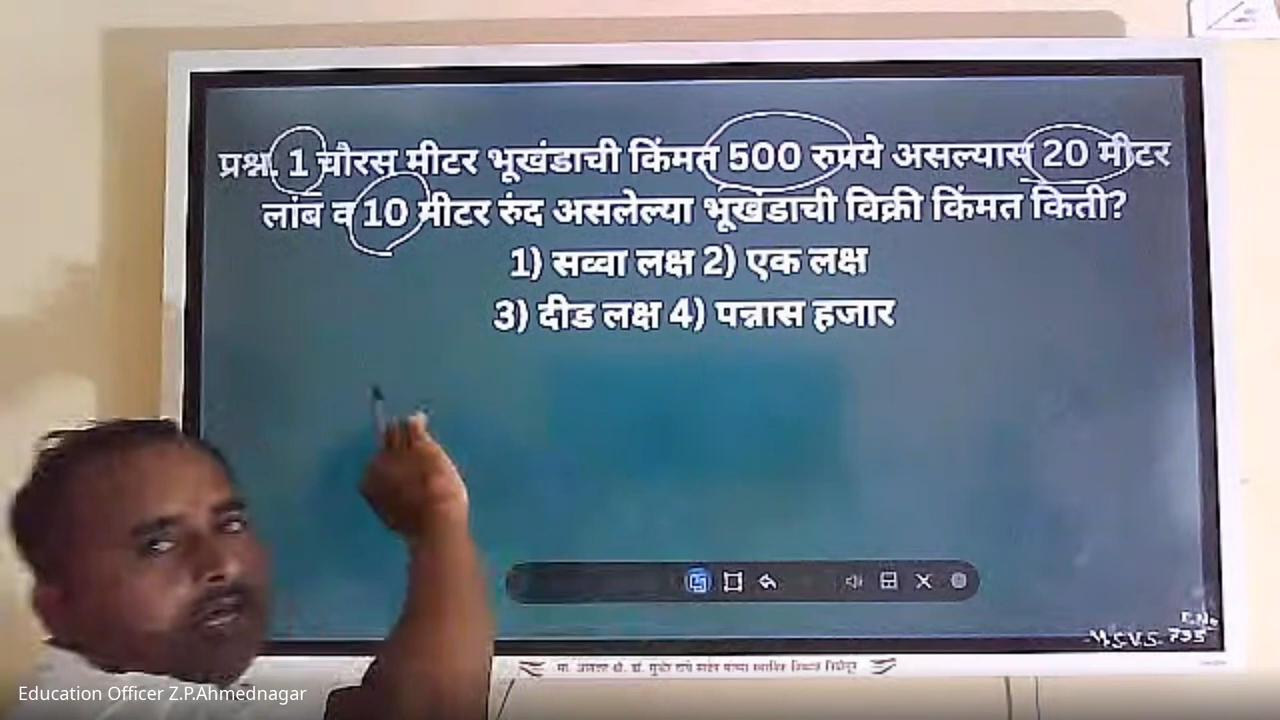 प्रश्न. 1 चौरस मीटर भूखंडाची किंमत 500 रुपये असल्यास 20 मीटर
लांब व 10 मीटर रुंद असलेल्या भूखंडाची विक्री किंमत किती?
1) सव्वा लक्ष 2) एक लक्ष
3) दीड लक्ष 4) पन्नास हजार
Education Officer Z.P.Ahmednagar